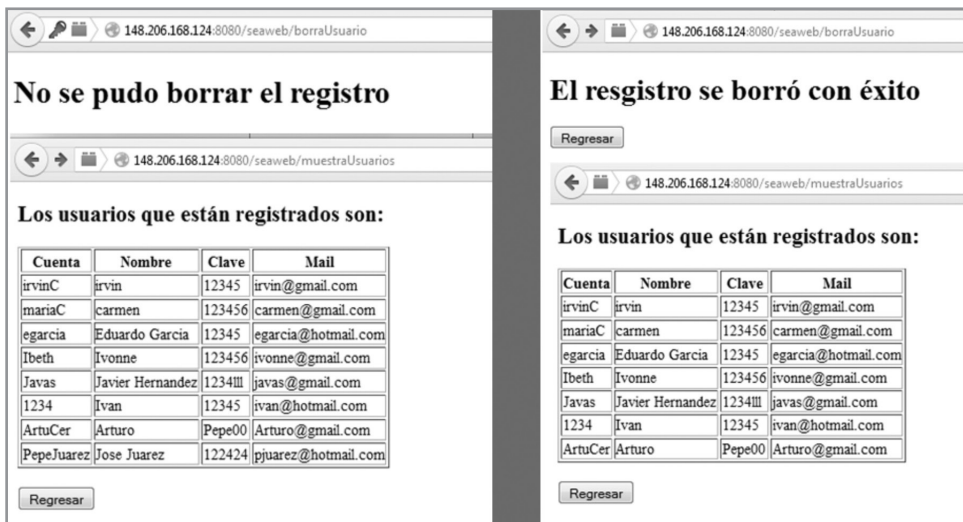 148.206.168.124:8080/seaweb/borraUsuario
No se pudo borrar el registro
148.206.168.124:8080/seaweb/muestraUsuarios
Los usuarios que están registrados son:
Cuenta Nombre Clave Mail
irvinC irvin 12345 irvin@gmail.com
mariaC carmen 123456 carmen@gmail.com
egarcia Eduardo Garcia 12345 egarcia@hotmail.com
Ibeth Ivonne 123456 ivonne@gmail.com
Javas Javier Hernandez 1234lll javas@gmail.com
1234 Ivan 12345 ivan@hotmail.com
ArtuCer Arturo Pepe00 Arturo@gmail.com
PepeJuarez Jose Juarez 122424 pjuarez@hotmail.com
Regresar
148.206.168.124:8080/seaweb/borraUsuario
El resgistro se borró con éxito
Regresar
148.206.168.124:8080/seaweb/muestraUsuarios
Los usuarios que están registrados son:
Cuenta Nombre Clave Mail
irvinC irvin 12345 irvin@gmail.com
mariaC carmen 123456 carmen@gmail.com
egarcia Eduardo Garcia 12345 egarcia@hotmail.com
Ibeth Ivonne 123456 ivonne@gmail.com
Javas Javier Hernandez 1234lll javas@gmail.com
1234 Ivan 12345 ivan@hotmail.com
ArtuCer Arturo Pepe00 Arturo@gmail.com
Regresar